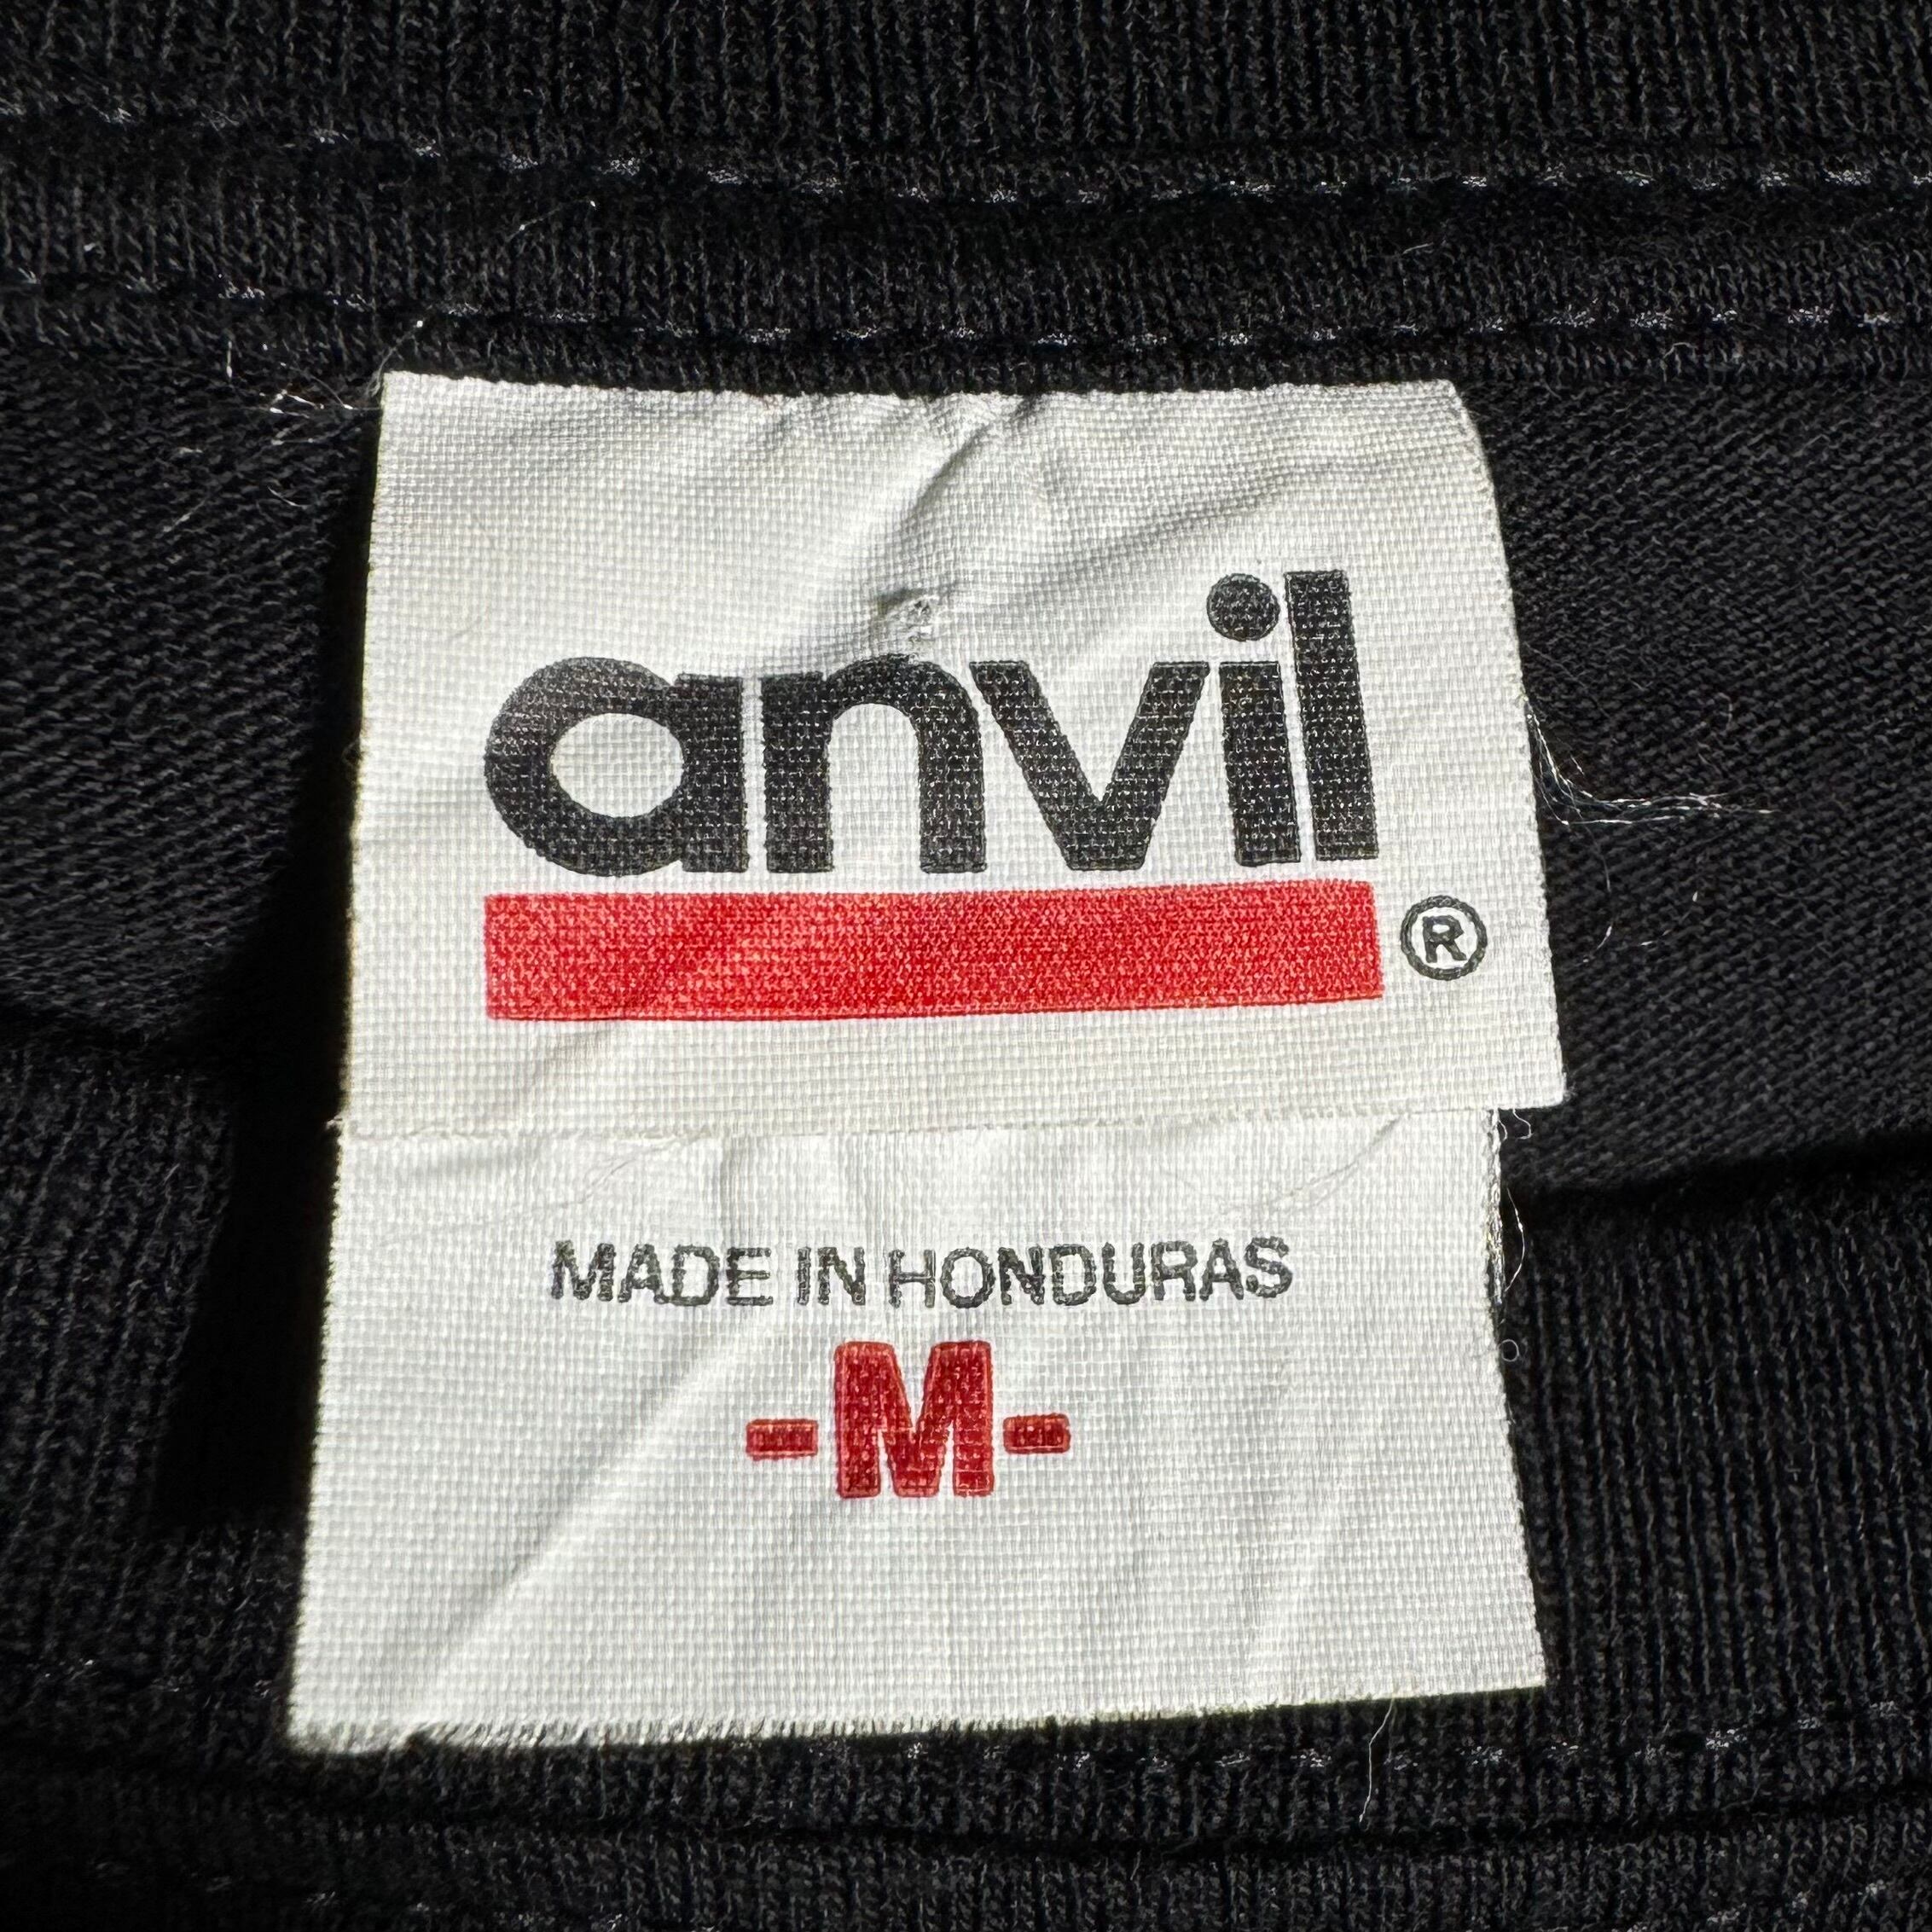 anvil
®
MADE IN HONDURAS
-M-